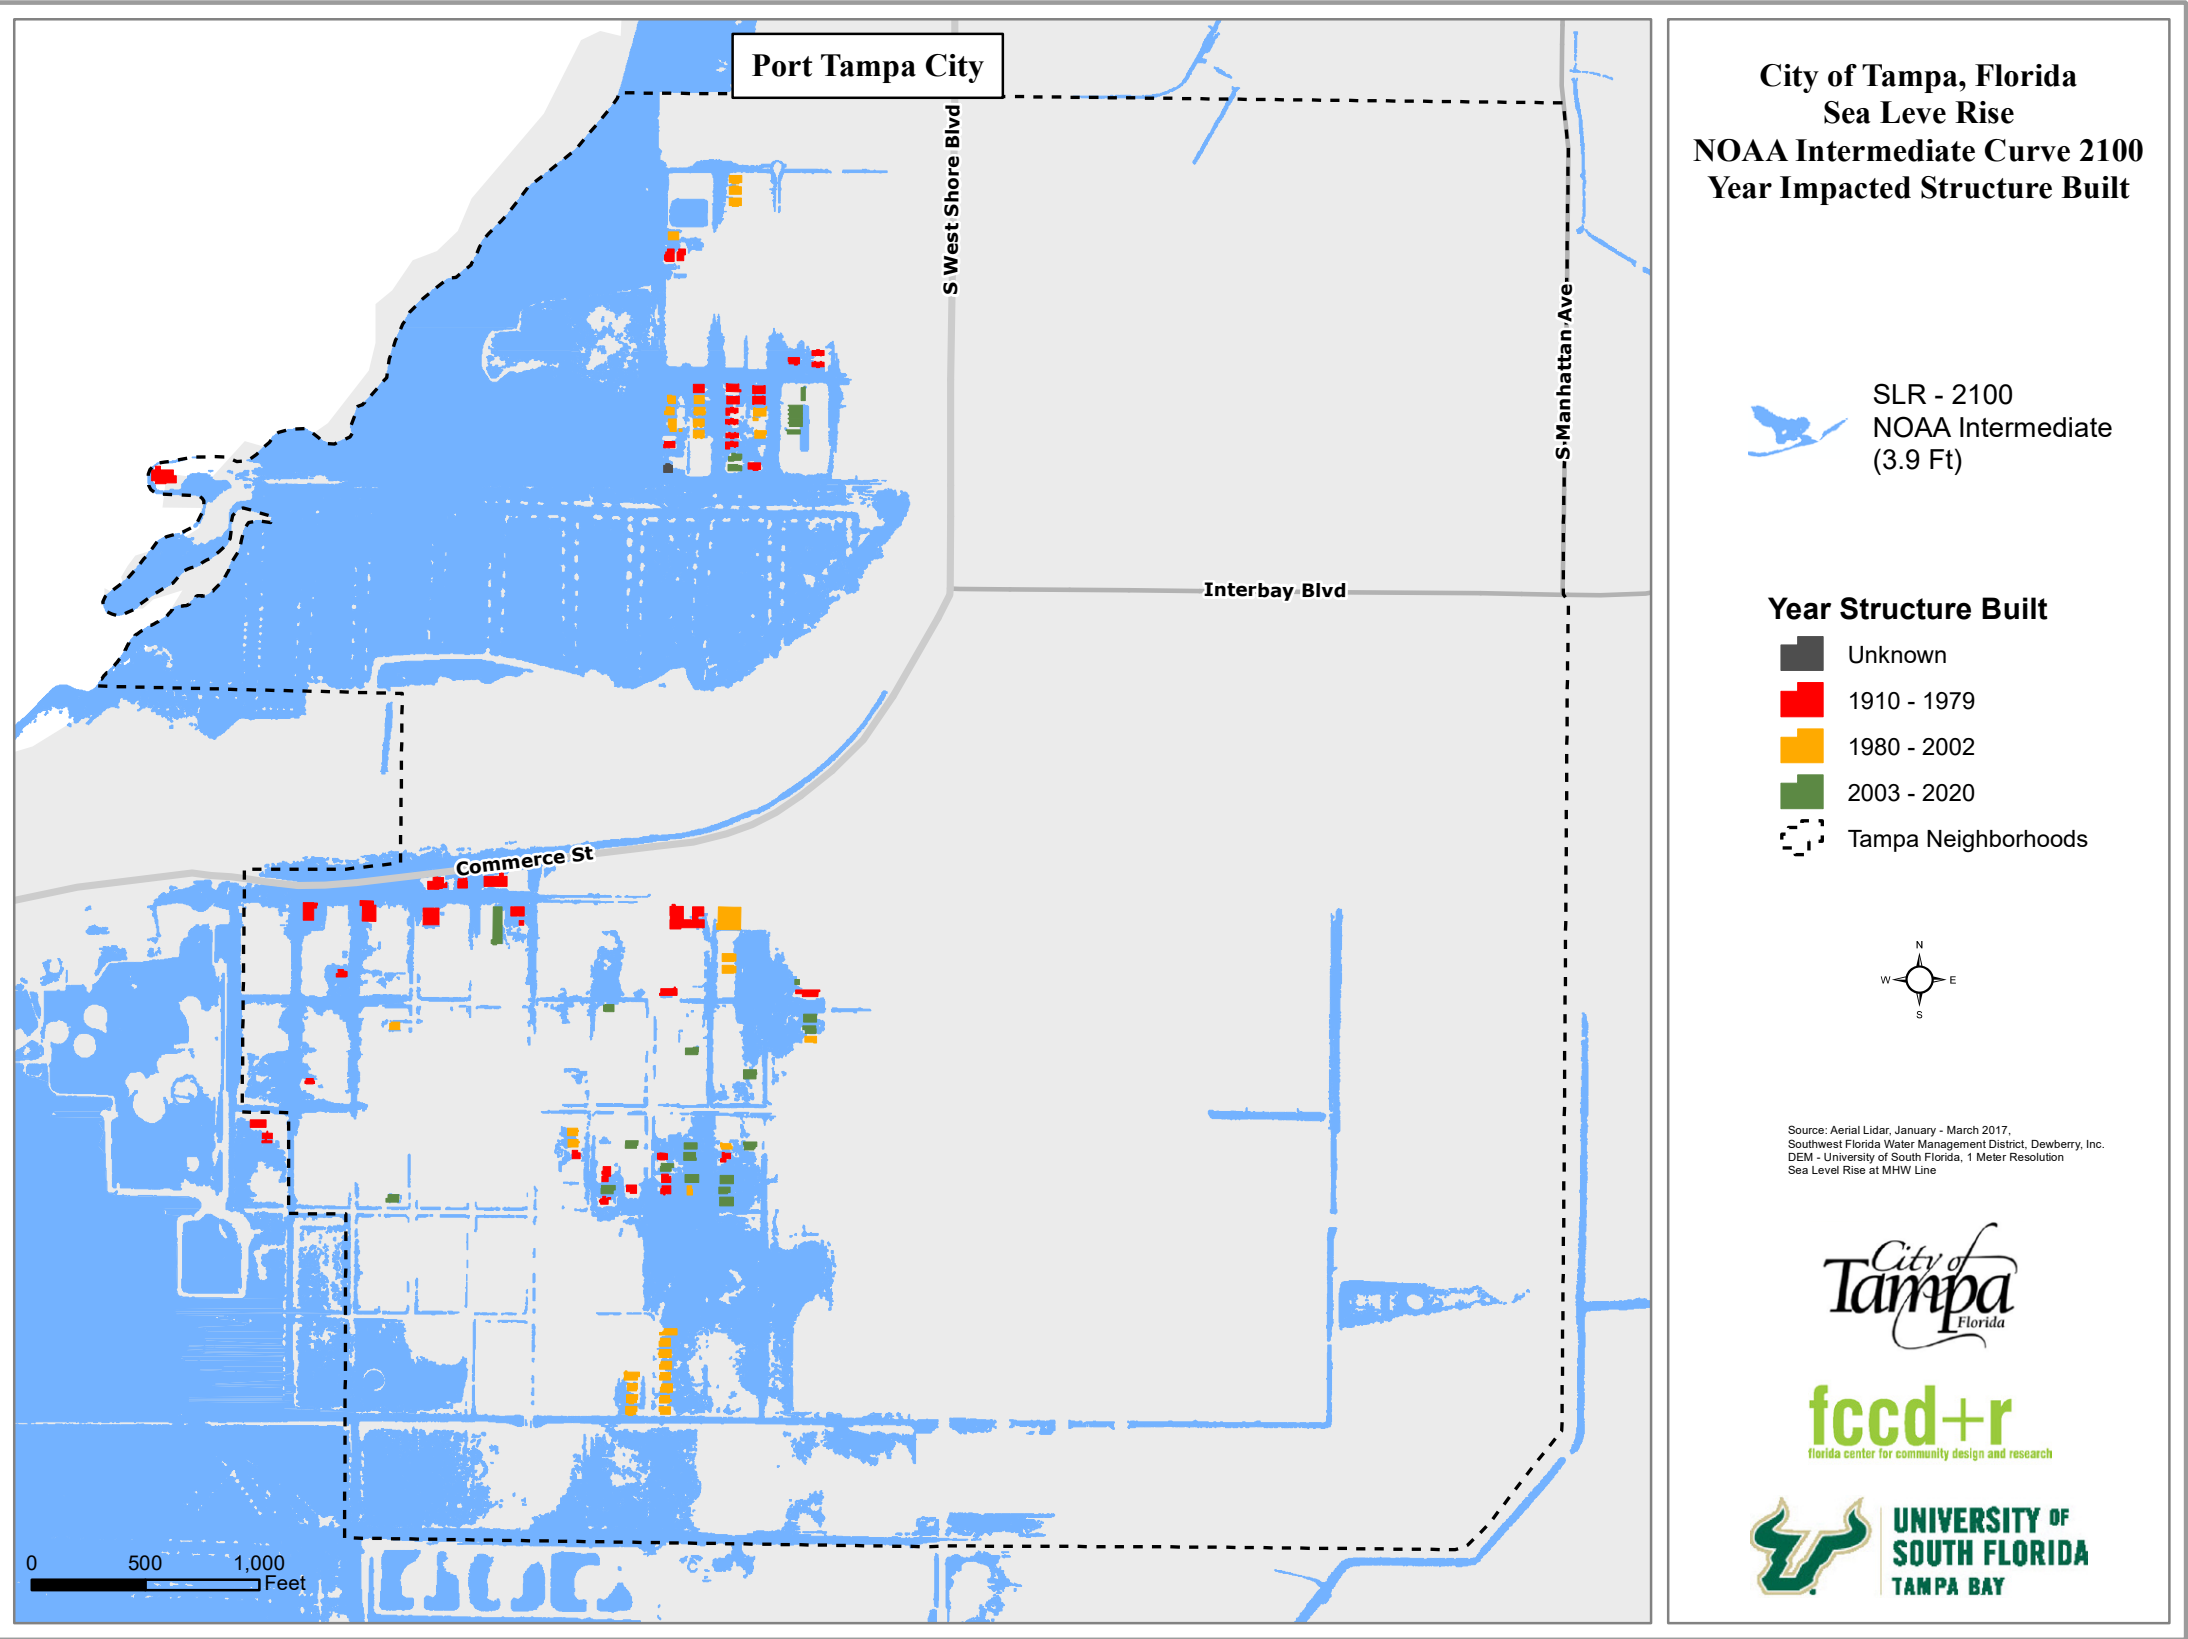 Port Tampa City
S West Shore Blvd
S Manhattan Ave
Interbay Blvd
Commerce St
0 500 1,000
Feet
City of Tampa, Florida
Sea Leve Rise
NOAA Intermediate Curve 2100
Year Impacted Structure Built
SLR - 2100
NOAA Intermediate
(3.9 Ft)
Year Structure Built
Unknown
1910 - 1979
1980 - 2002
2003 - 2020
Tampa Neighborhoods
N
W E
S
Source: Aerial Lidar, January - March 2017,
Southwest Florida Water Management District, Dewberry, Inc.
DEM - University of South Florida, 1 Meter Resolution
Sea Level Rise at MHW Line
City of
Tampa
Florida
fccd+r
florida center for community design and research
UNIVERSITY OF
SOUTH FLORIDA
TAMPA BAY